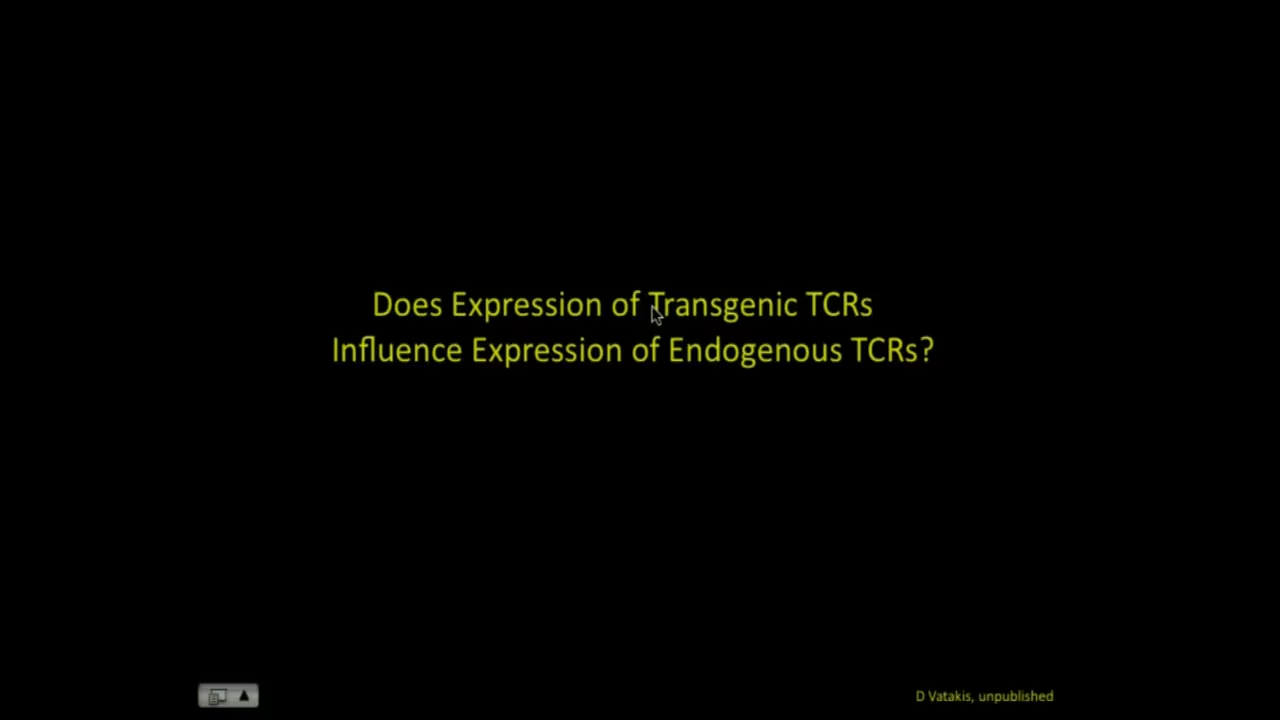 Does Expression of Transgenic TCRs
Influence Expression of Endogenous TCRs?
D Vatakis, unpublished